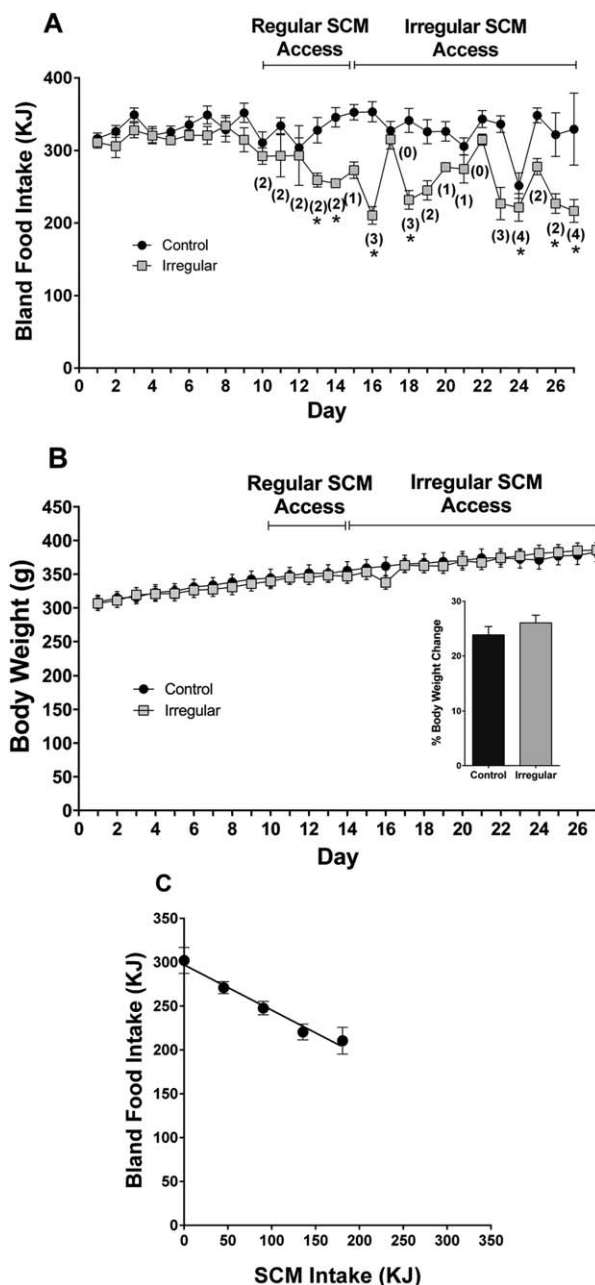 A
Regular SCM Access
Irregular SCM Access
Bland Food Intake (KJ)
400
300
200
100
0
(2) (2) (2) (2) (2) (1) (3) (0) (3) (2) (1) (1) (0) (3) (4) (2) (2) (4)
* * * * * * *
Control
Irregular
0 2 4 6 8 10 12 14 16 18 20 22 24 26
Day
B
Regular SCM Access
Irregular SCM Access
Body Weight (g)
450
400
350
300
250
200
150
100
50
0
Control
Irregular
% Body Weight Change
30
20
10
0
Control Irregular
0 2 4 6 8 10 12 14 16 18 20 22 24 26
Day
C
Bland Food Intake (KJ)
350
300
250
200
150
100
50
0
0 50 100 150 200 250 300 350
SCM Intake (KJ)